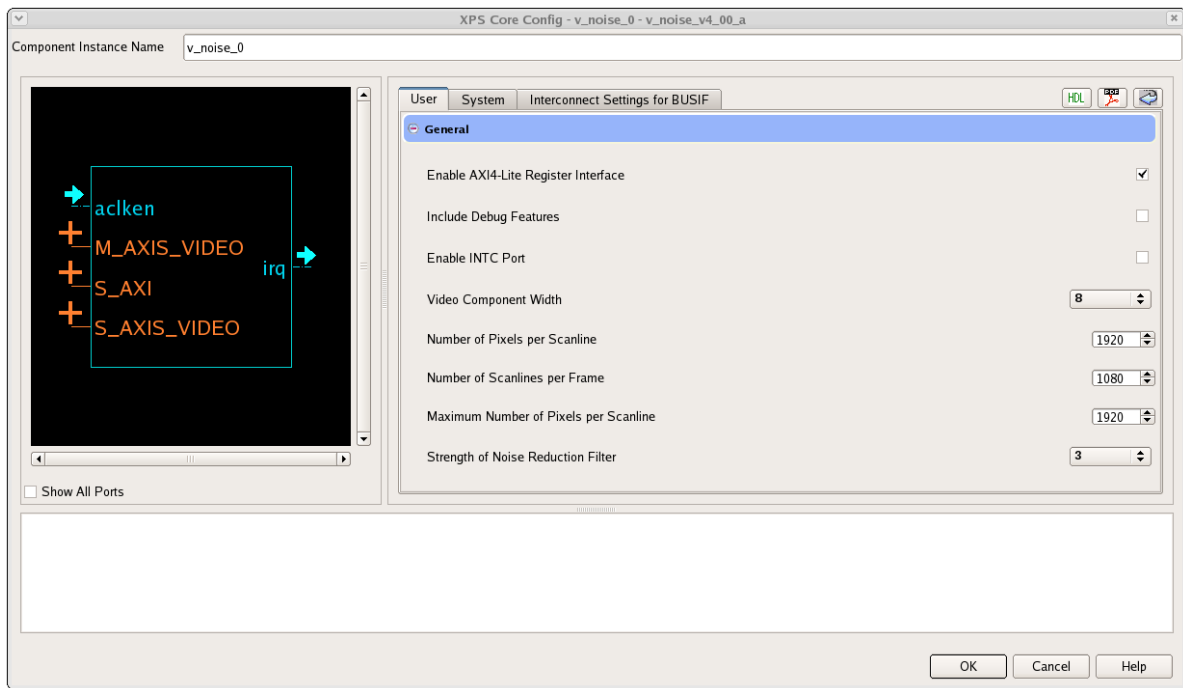 XPS Core Config - v_noise_0 - v_noise_v4_00_a
Component Instance Name v_noise_0
aclken
M_AXIS_VIDEO
irq
S_AXI
S_AXIS_VIDEO
Show All Ports
User System Interconnect Settings for BUSIF HDL PDF
General
Enable AXI4-Lite Register Interface
Include Debug Features
Enable INTC Port
Video Component Width 8
Number of Pixels per Scanline 1920
Number of Scanlines per Frame 1080
Maximum Number of Pixels per Scanline 1920
Strength of Noise Reduction Filter 3
OK Cancel Help